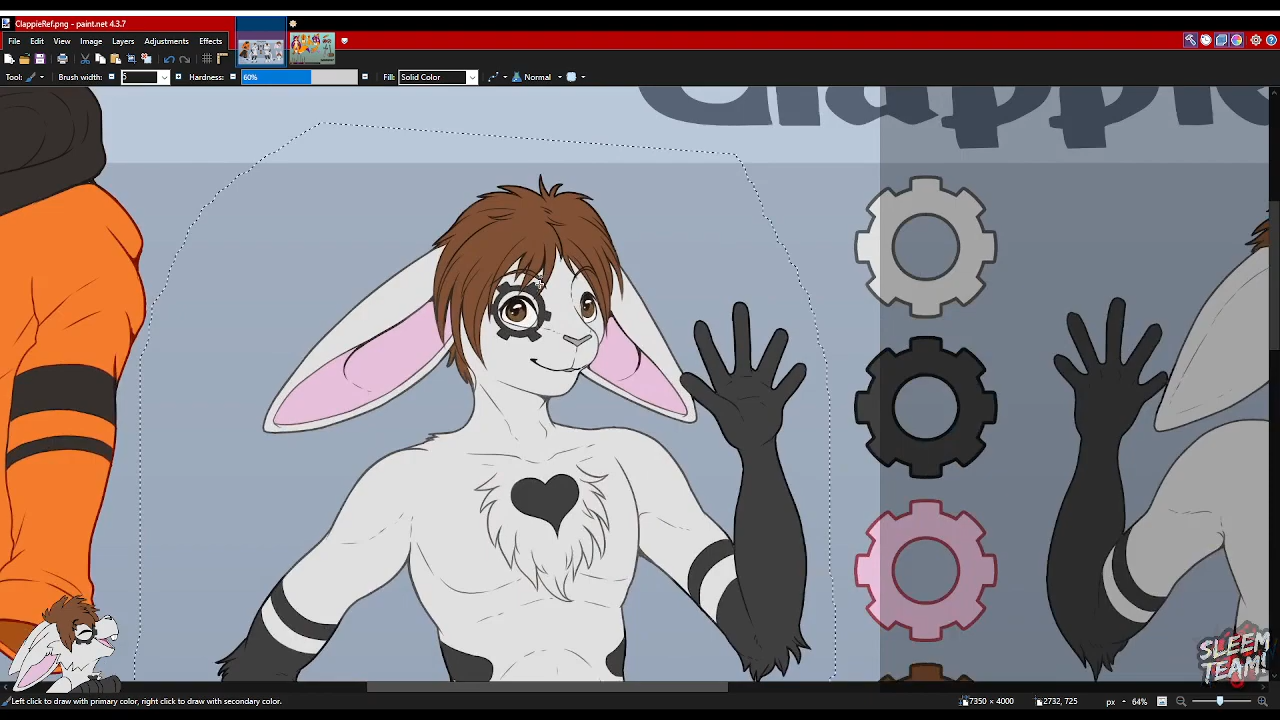 ClappieRef.png - paint.net 4.3.7
File Edit View Image Layers Adjustments Effects
Tool: Brush width: 5 Hardness: 60% Fill: Solid Color Normal
Clappie
SLEEM
TEAM!
Left click to draw with primary color, right click to draw with secondary color.
7350 × 4000 2732, 725 px 64%